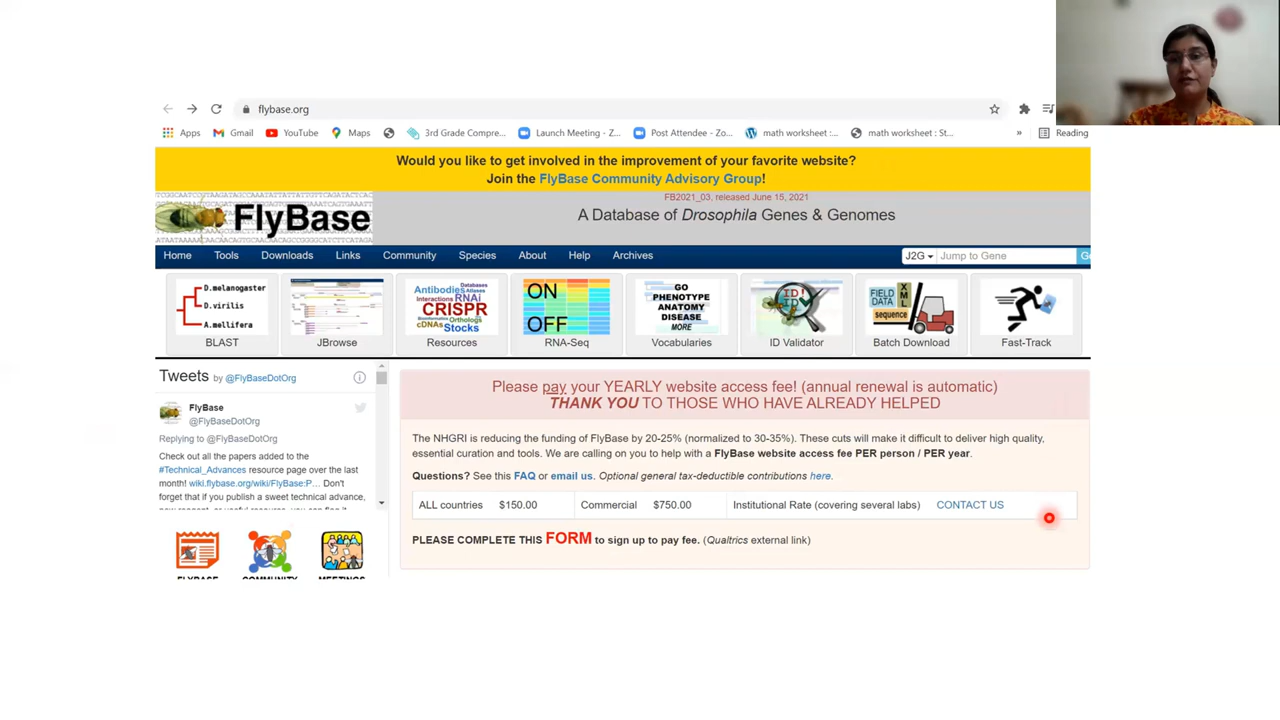 flybase.org
Apps Gmail YouTube Maps 3rd Grade Compre... Launch Meeting - Z... Post Attendee - Zo... math worksheet :... math worksheet : St... » Reading
Would you like to get involved in the improvement of your favorite website?
Join the FlyBase Community Advisory Group!
FB2021_03, released June 15, 2021
FlyBase
A Database of Drosophila Genes & Genomes
Home Tools Downloads Links Community Species About Help Archives J2G Jump to Gene
D.melanogaster
D.virilis
A.mellifera
BLAST
JBrowse
Antibodies Databases Atlases
Interactions RNAi
CRISPR
Bioinformatics Orthologs
cDNAs Stocks
Resources
ON
OFF
RNA-Seq
GO
PHENOTYPE
ANATOMY
DISEASE
MORE
Vocabularies
ID!
ID!
ID Validator
FIELD
DATA
sequence
XML
Batch Download
Fast-Track
Tweets by @FlyBaseDotOrg
FlyBase
@FlyBaseDotOrg
Replying to @FlyBaseDotOrg
Check out all the papers added to the
#Technical_Advances resource page over the last
month! wiki.flybase.org/wiki/FlyBase:P…
Don't forget that if you publish a sweet technical advance,
Please pay your YEARLY website access fee! (annual renewal is automatic)
THANK YOU TO THOSE WHO HAVE ALREADY HELPED
The NHGRI is reducing the funding of FlyBase by 20-25% (normalized to 30-35%). These cuts will make it difficult to deliver high quality,
essential curation and tools. We are calling on you to help with a FlyBase website access fee PER person / PER year.
Questions? See this FAQ or email us. Optional general tax-deductible contributions here.
ALL countries $150.00 Commercial $750.00 Institutional Rate (covering several labs) CONTACT US
PLEASE COMPLETE THIS FORM to sign up to pay fee. (Qualtrics external link)
FLYBASE COMMUNITY MEETINGS